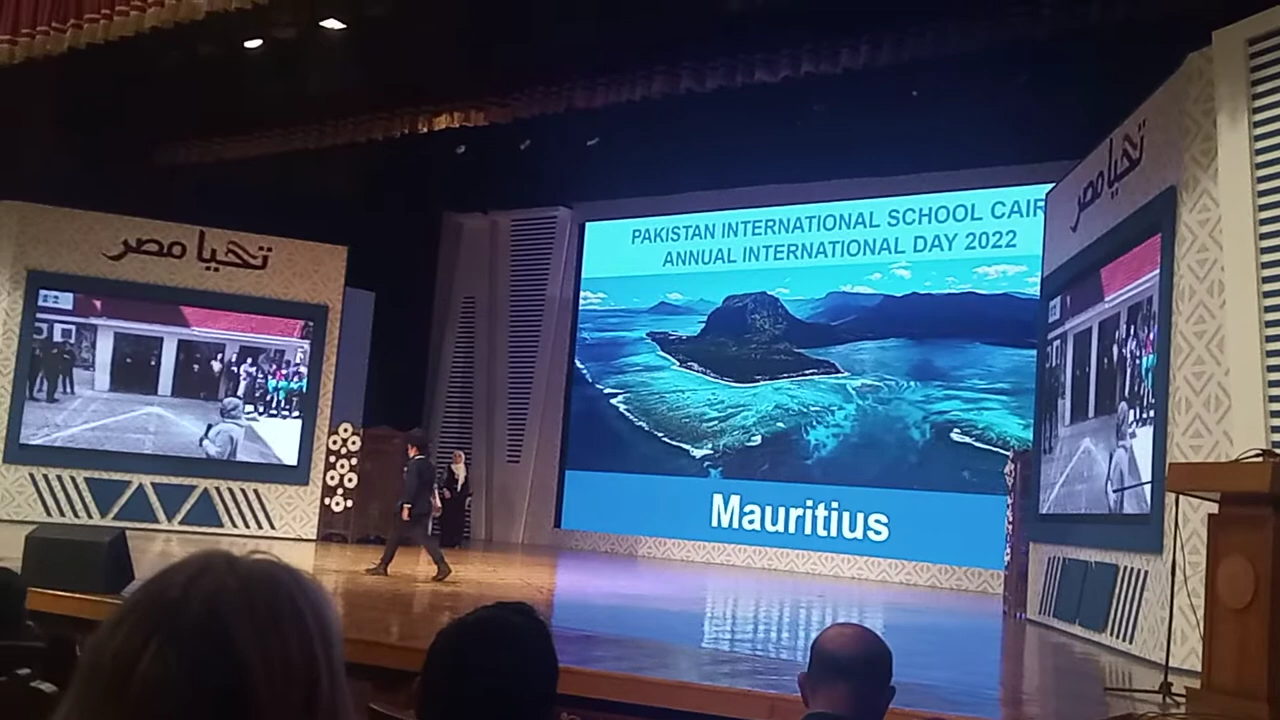 تحيا مصر
PAKISTAN INTERNATIONAL SCHOOL CAIR
ANNUAL INTERNATIONAL DAY 2022
Mauritius
تحيا مصر